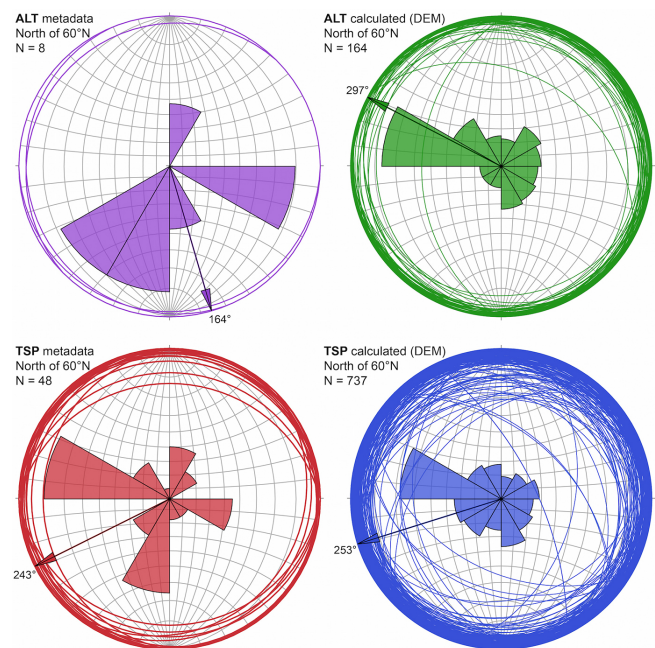 ALT metadata
North of 60°N
N = 8
164°
ALT calculated (DEM)
North of 60°N
N = 164
297°
TSP metadata
North of 60°N
N = 48
243°
TSP calculated (DEM)
North of 60°N
N = 737
253°